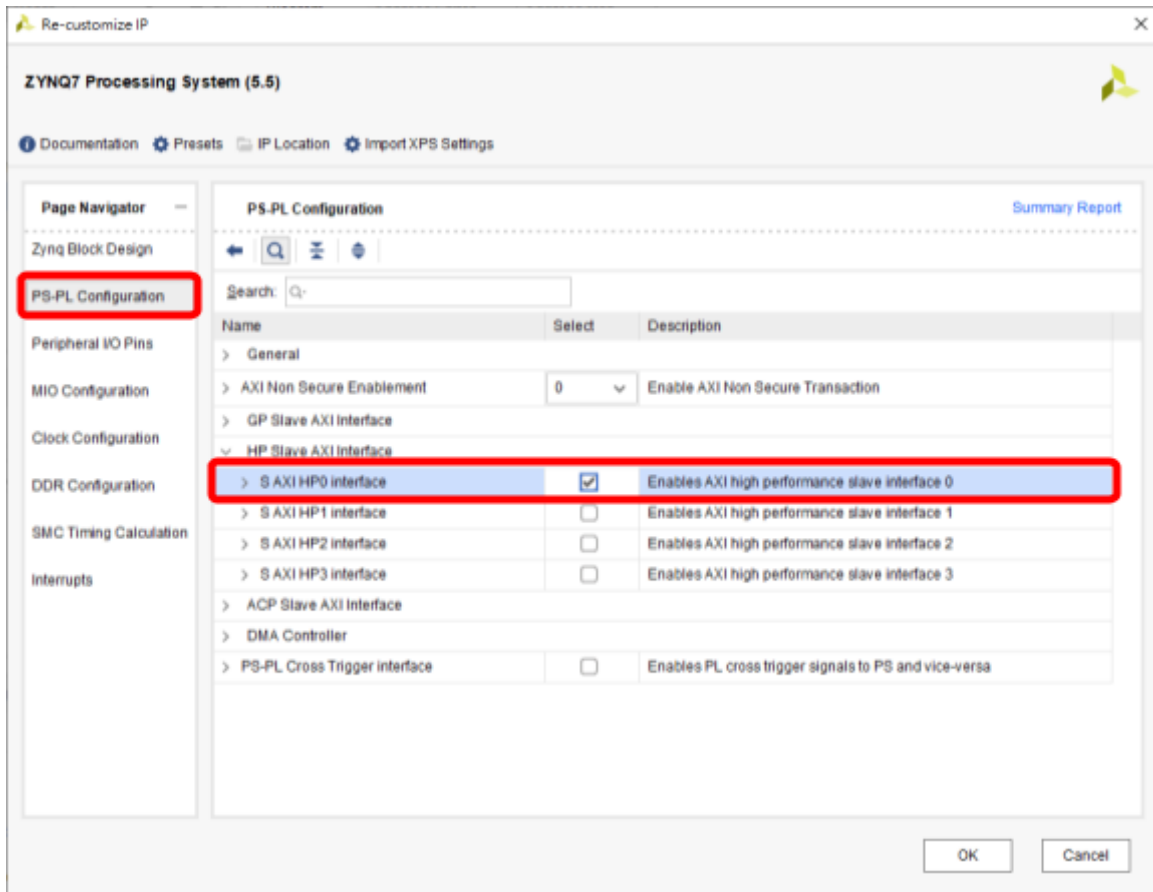 Re-customize IP
ZYNQ7 Processing System (5.5)
Documentation Presets IP Location Import XPS Settings
Page Navigator
Zynq Block Design
PS-PL Configuration
Peripheral I/O Pins
MIO Configuration
Clock Configuration
DDR Configuration
SMC Timing Calculation
Interrupts
PS-PL Configuration Summary Report
Search:
Name Select Description
General
AXI Non Secure Enablement 0 Enable AXI Non Secure Transaction
GP Slave AXI Interface
HP Slave AXI Interface
S AXI HP0 interface Enables AXI high performance slave interface 0
S AXI HP1 interface Enables AXI high performance slave interface 1
S AXI HP2 interface Enables AXI high performance slave interface 2
S AXI HP3 interface Enables AXI high performance slave interface 3
ACP Slave AXI Interface
DMA Controller
PS-PL Cross Trigger interface Enables PL cross trigger signals to PS and vice-versa
OK Cancel